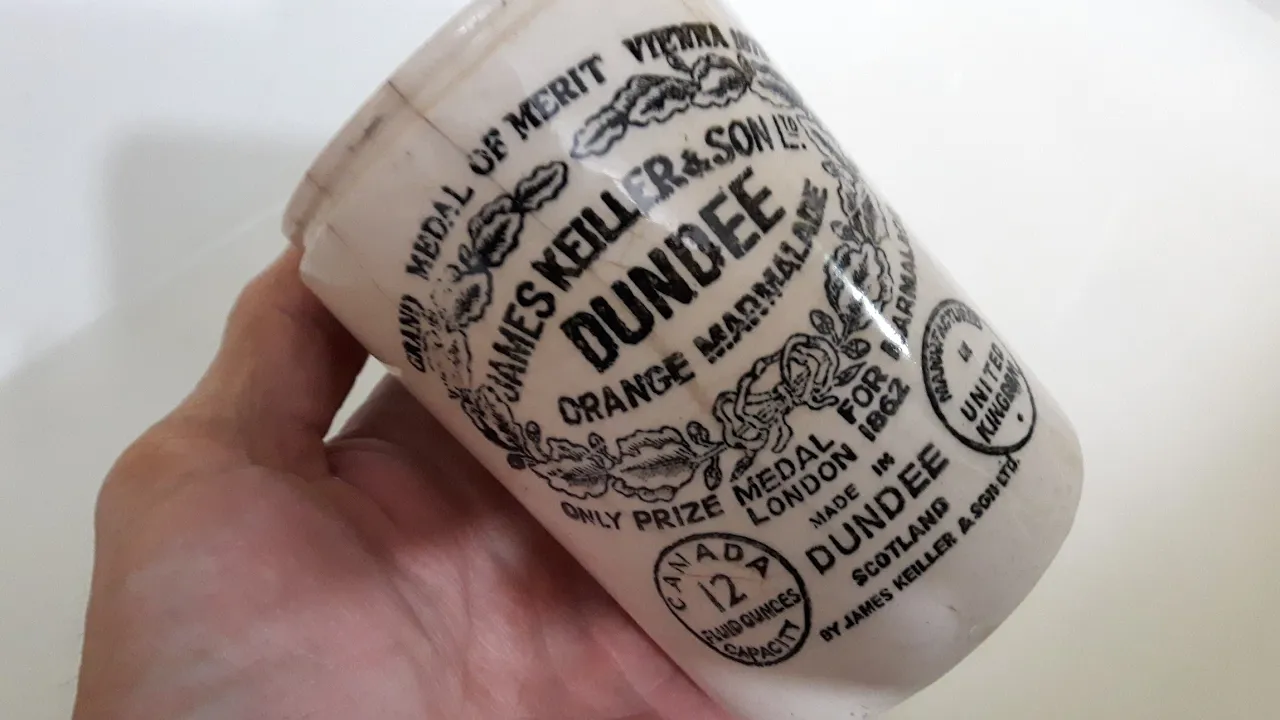 GRAND MEDAL OF MERIT VIENNA
JAMES KEILLER & SON LTD.
DUNDEE
ORANGE MARMALADE
ONLY PRIZE MEDAL FOR MARMALADE
LONDON 1862
MADE IN
DUNDEE
SCOTLAND
BY JAMES KEILLER & SON LTD.
CANADA
12
FLUID OUNCES
CAPACITY
MANUFACTURED
IN
UNITED
KINGDOM